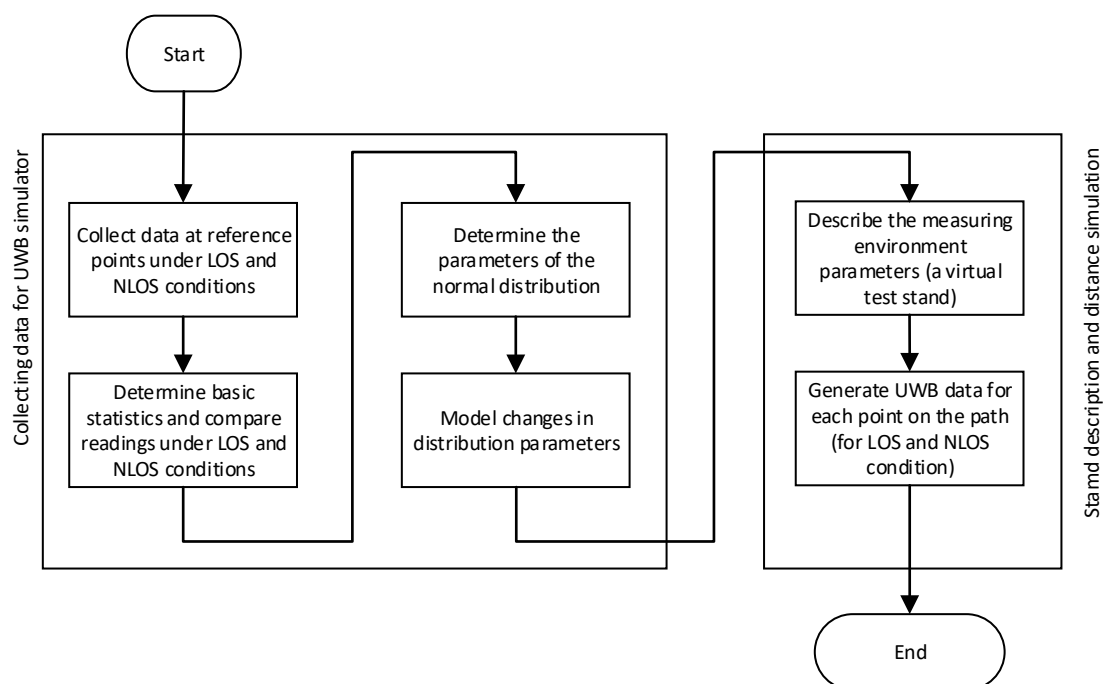 Start
Collecting data for UWB simulator
Collect data at reference
points under LOS and
NLOS conditions
Determine basic
statistics and compare
readings under LOS and
NLOS conditions
Determine the
parameters of the
normal distribution
Model changes in
distribution parameters
Describe the measuring
environment
parameters (a virtual
test stand)
Generate UWB data for
each point on the path
(for LOS and NLOS
condition)
Stamd description and distance simulation
End